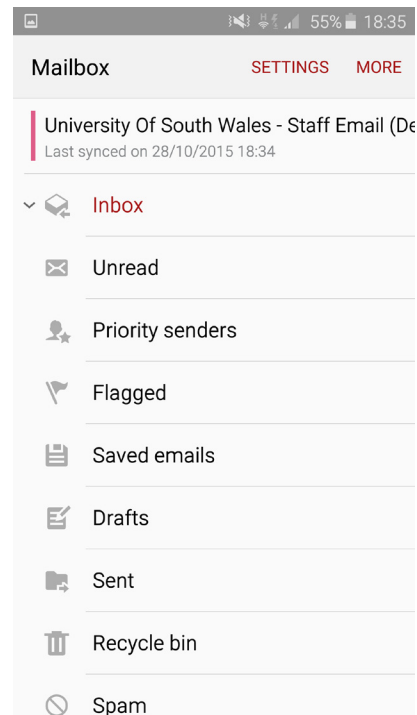 55% 18:35
Mailbox SETTINGS MORE
University Of South Wales - Staff Email (De
Last synced on 28/10/2015 18:34
Inbox
Unread
Priority senders
Flagged
Saved emails
Drafts
Sent
Recycle bin
Spam